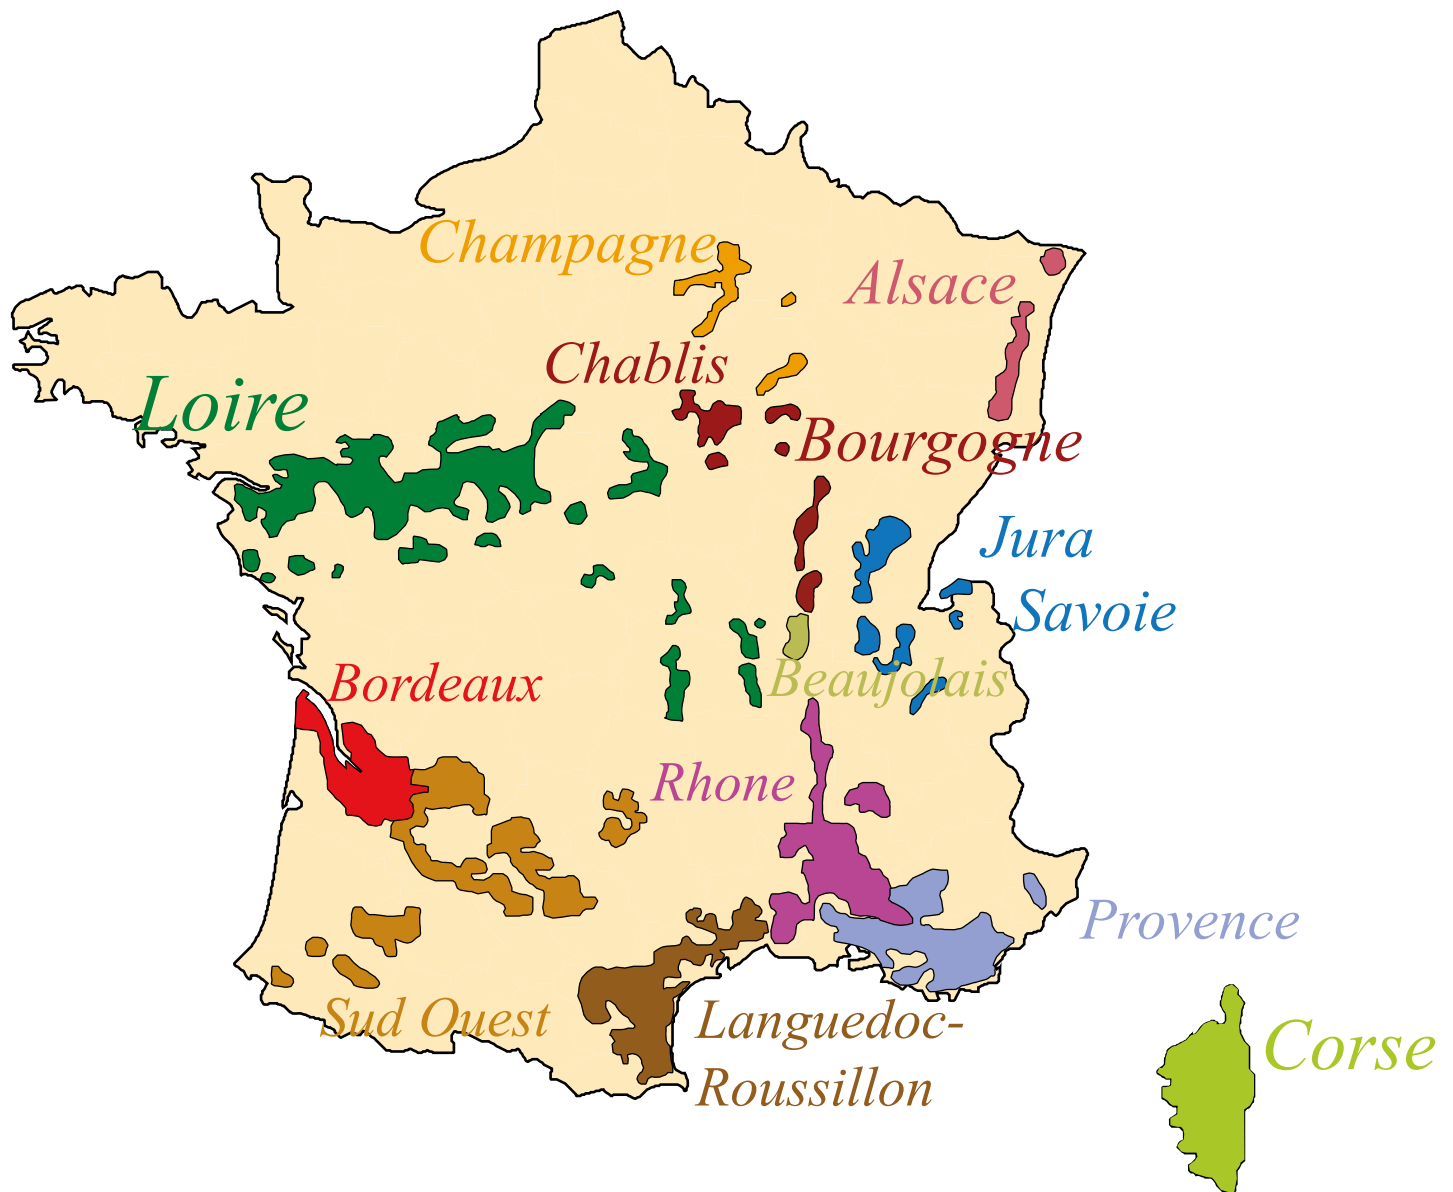 Champagne
Alsace
Chablis
Loire
Bourgogne
Jura
Savoie
Bordeaux
Beaujolais
Rhone
Provence
Sud Ouest
Languedoc-
Roussillon
Corse